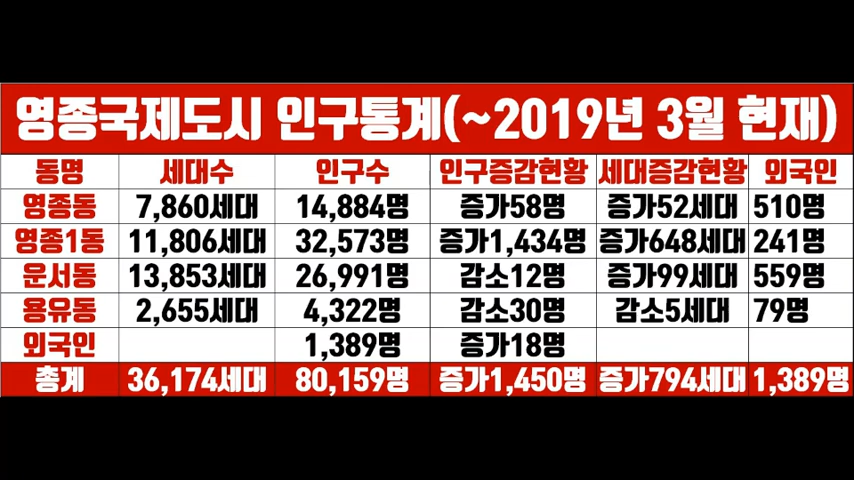 영종국제도시 인구통계(~2019년 3월 현재)
동명 세대수 인구수 인구증감현황 세대증감현황 외국인
영종동 7,860세대 14,884명 증가58명 증가52세대 510명
영종1동 11,806세대 32,573명 증가1,434명 증가648세대 241명
운서동 13,853세대 26,991명 감소12명 증가99세대 559명
용유동 2,655세대 4,322명 감소30명 감소5세대 79명
외국인 1,389명 증가18명
총계 36,174세대 80,159명 증가1,450명 증가794세대 1,389명